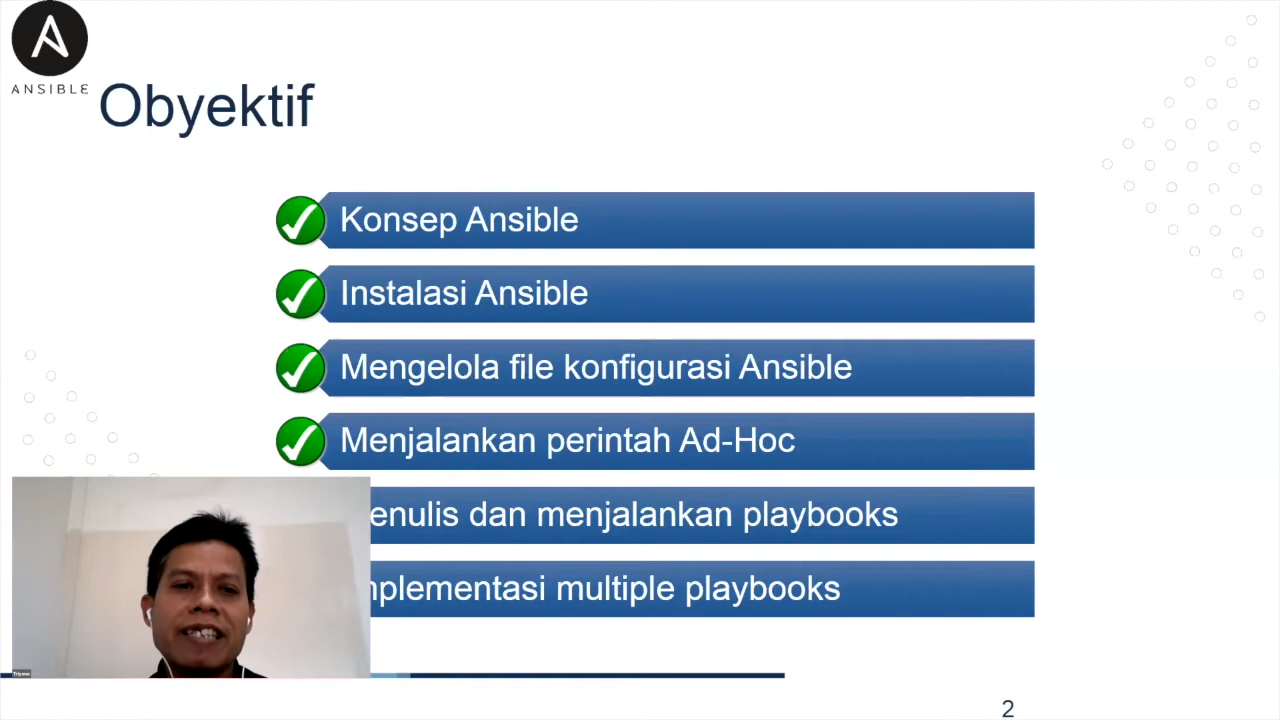 ANSIBLE
Obyektif
Konsep Ansible
Instalasi Ansible
Mengelola file konfigurasi Ansible
Menjalankan perintah Ad-Hoc
enulis dan menjalankan playbooks
nplementasi multiple playbooks
Triyono
2